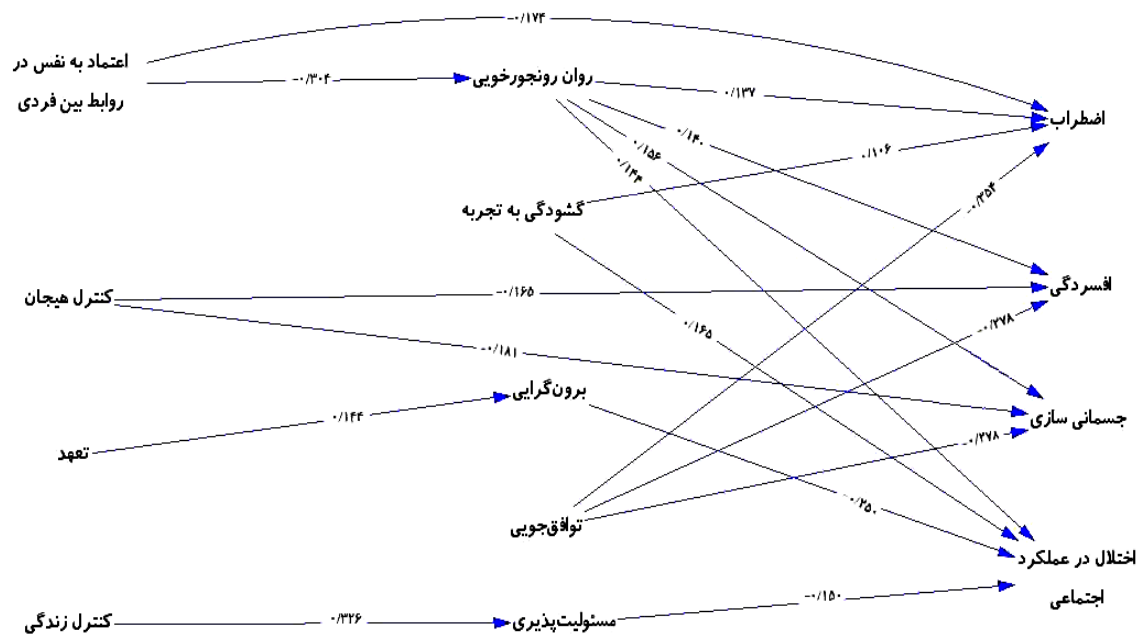 -۰/۱۷۴
اعتماد به نفس در
روابط بین فردی
-۰/۳۰۴
روان رونجورخویی
۰/۱۳۷
اضطراب
۰/۱۴۰
۰/۱۵۶
۰/۱۴۴
۰/۱۰۶
-۰/۳۵۴
گشودگی به تجربه
کنترل هیجان
-۰/۱۶۵
افسردگی
۰/۱۶۵
-۰/۲۷۸
-۰/۱۸۱
برون‌گرایی
جسمانی سازی
۰/۱۴۴
تعهد
-۰/۲۷۸
-۰/۲۵۰
توافق‌جویی
اختلال در عملکرد
اجتماعی
-۰/۱۵۰
کنترل زندگی
۰/۳۲۶
مسئولیت‌پذیری